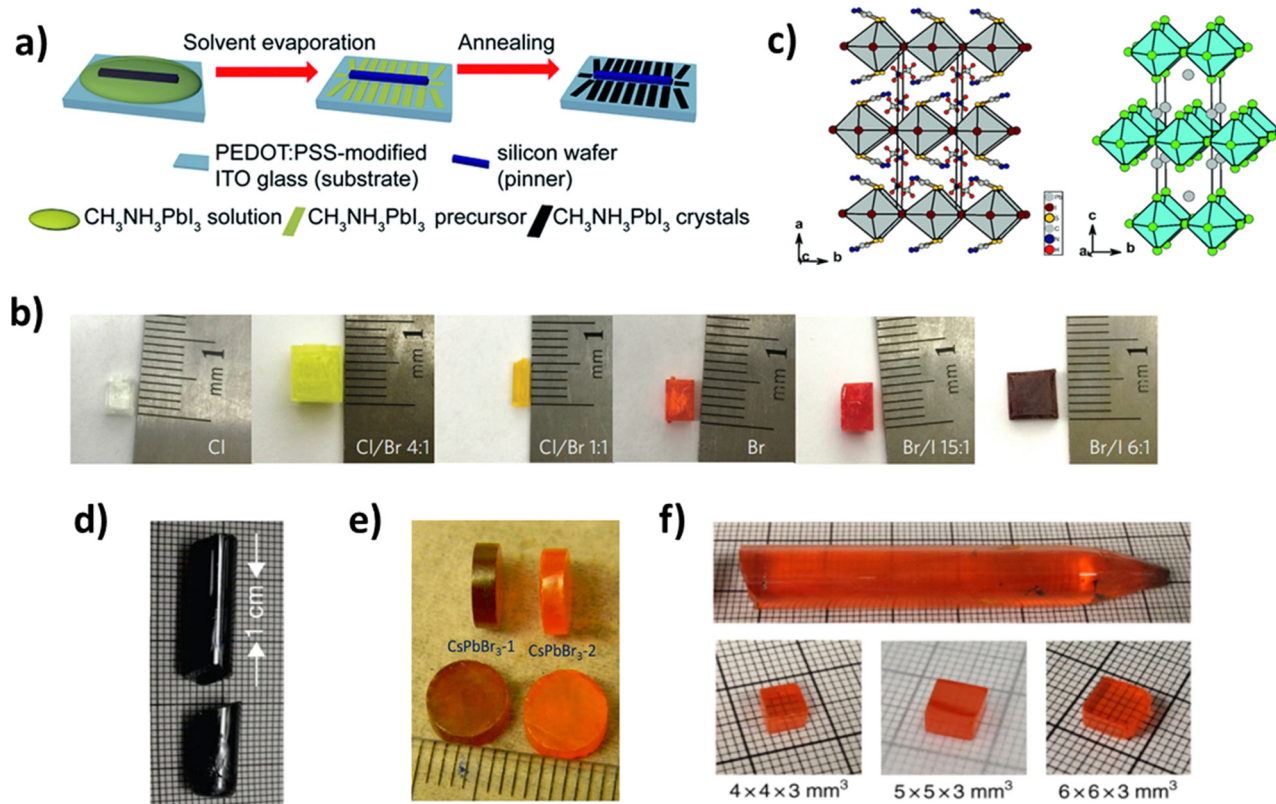 a)
Solvent evaporation
Annealing
PEDOT:PSS-modified
ITO glass (substrate)
silicon wafer
(pinner)
CH₃NH₃PbI₃ solution
CH₃NH₃PbI₃ precursor
CH₃NH₃PbI₃ crystals
c)
a
c
b
S
C
N
c
a
b
b)
mm 1
Cl
mm 1
Cl/Br 4:1
mm 1
Cl/Br 1:1
mm 1
Br
mm 1
Br/I 15:1
mm 1
Br/I 6:1
d)
1 cm
e)
CsPbBr₃-1
CsPbBr₃-2
f)
4×4×3 mm³
5×5×3 mm³
6×6×3 mm³